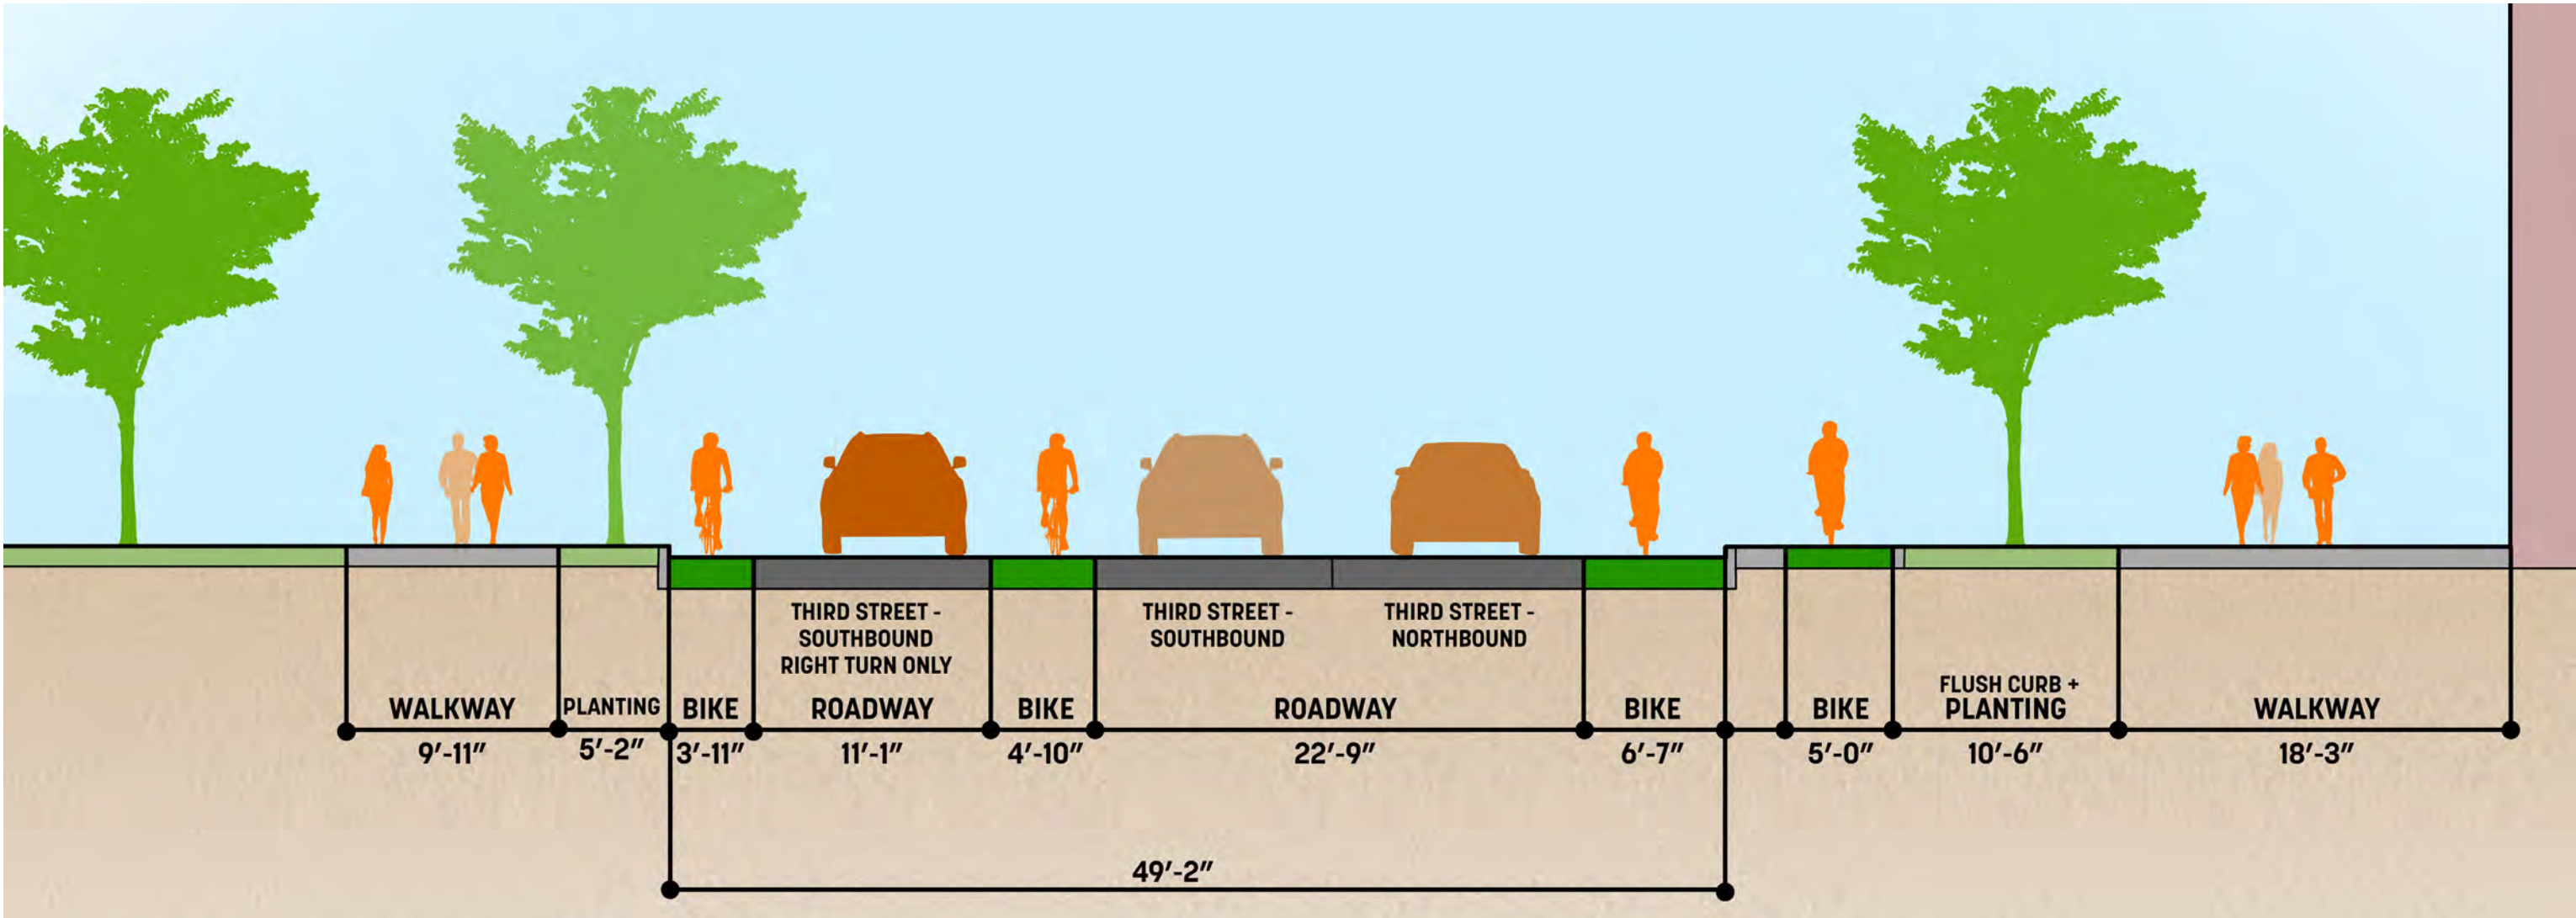 THIRD STREET -
SOUTHBOUND
RIGHT TURN ONLY
THIRD STREET -
SOUTHBOUND
THIRD STREET -
NORTHBOUND
WALKWAY
PLANTING
BIKE
ROADWAY
BIKE
ROADWAY
BIKE
BIKE
FLUSH CURB +
PLANTING
WALKWAY
9'-11"
5'-2"
3'-11"
11'-1"
4'-10"
22'-9"
6'-7"
5'-0"
10'-6"
18'-3"
49'-2"